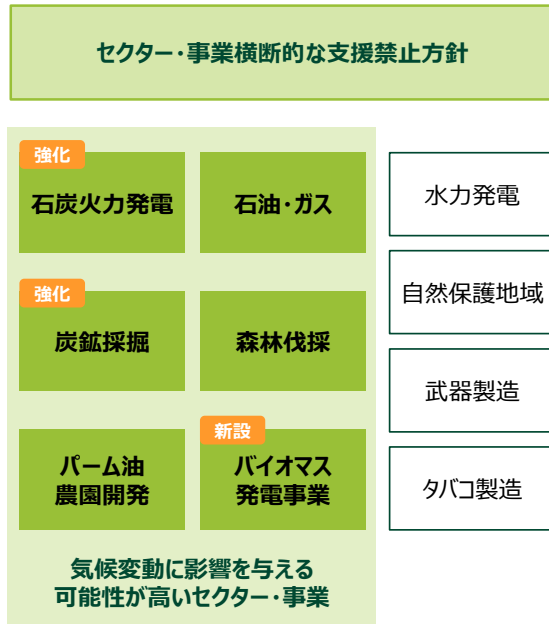 セクター・事業横断的な支援禁止方針
強化
石炭火力発電
石油・ガス
水力発電
自然保護地域
強化
炭鉱採掘
森林伐採
武器製造
新設
パーム油
農園開発
バイオマス
発電事業
タバコ製造
気候変動に影響を与える
可能性が高いセクター・事業